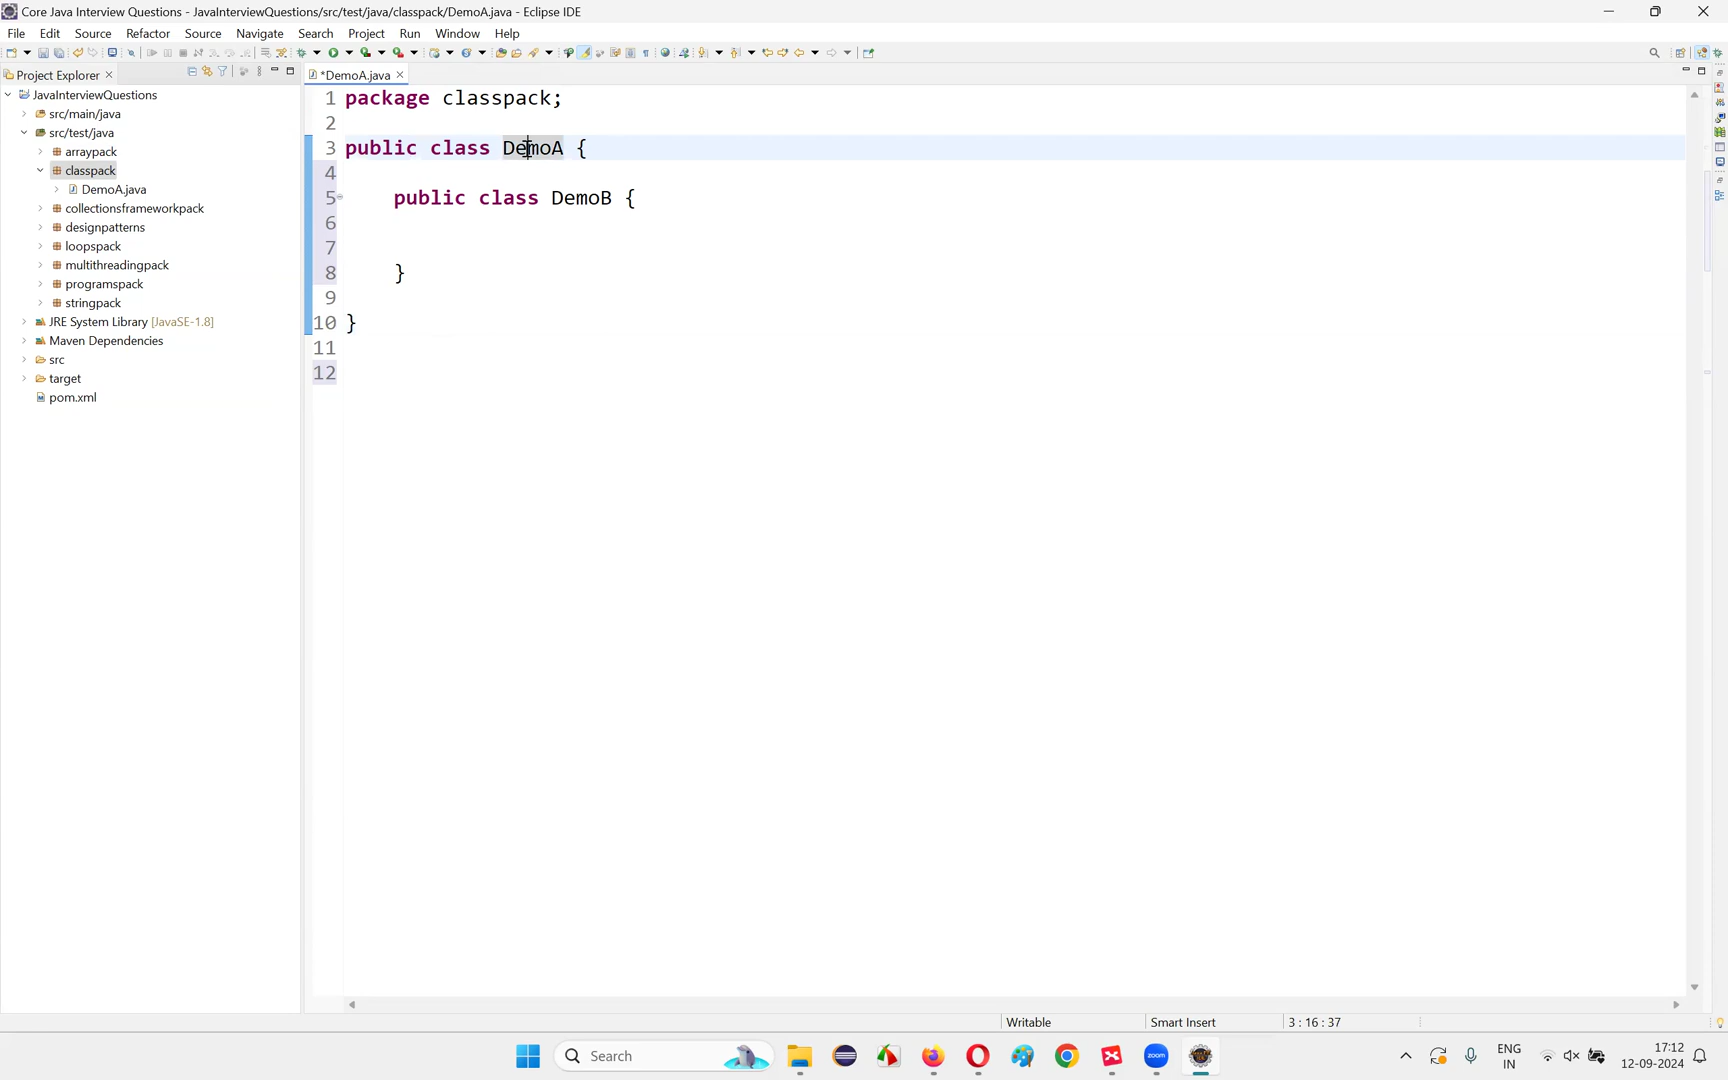 Core Java Interview Questions - JavaInterviewQuestions/src/test/java/classpack/DemoA.java - Eclipse IDE
File Edit Source Refactor Source Navigate Search Project Run Window Help
Project Explorer
*DemoA.java
JavaInterviewQuestions
src/main/java
src/test/java
arraypack
classpack
DemoA.java
collectionsframeworkpack
designpatterns
loopspack
multithreadingpack
programspack
stringpack
JRE System Library [JavaSE-1.8]
Maven Dependencies
src
target
pom.xml
1 package classpack;
2
3 public class DemoA {
4
5 public class DemoB {
6
7
8 }
9
10 }
11
12
Writable Smart Insert 3 : 16 : 37
Search
zoom
ENG
IN
17:12
12-09-2024